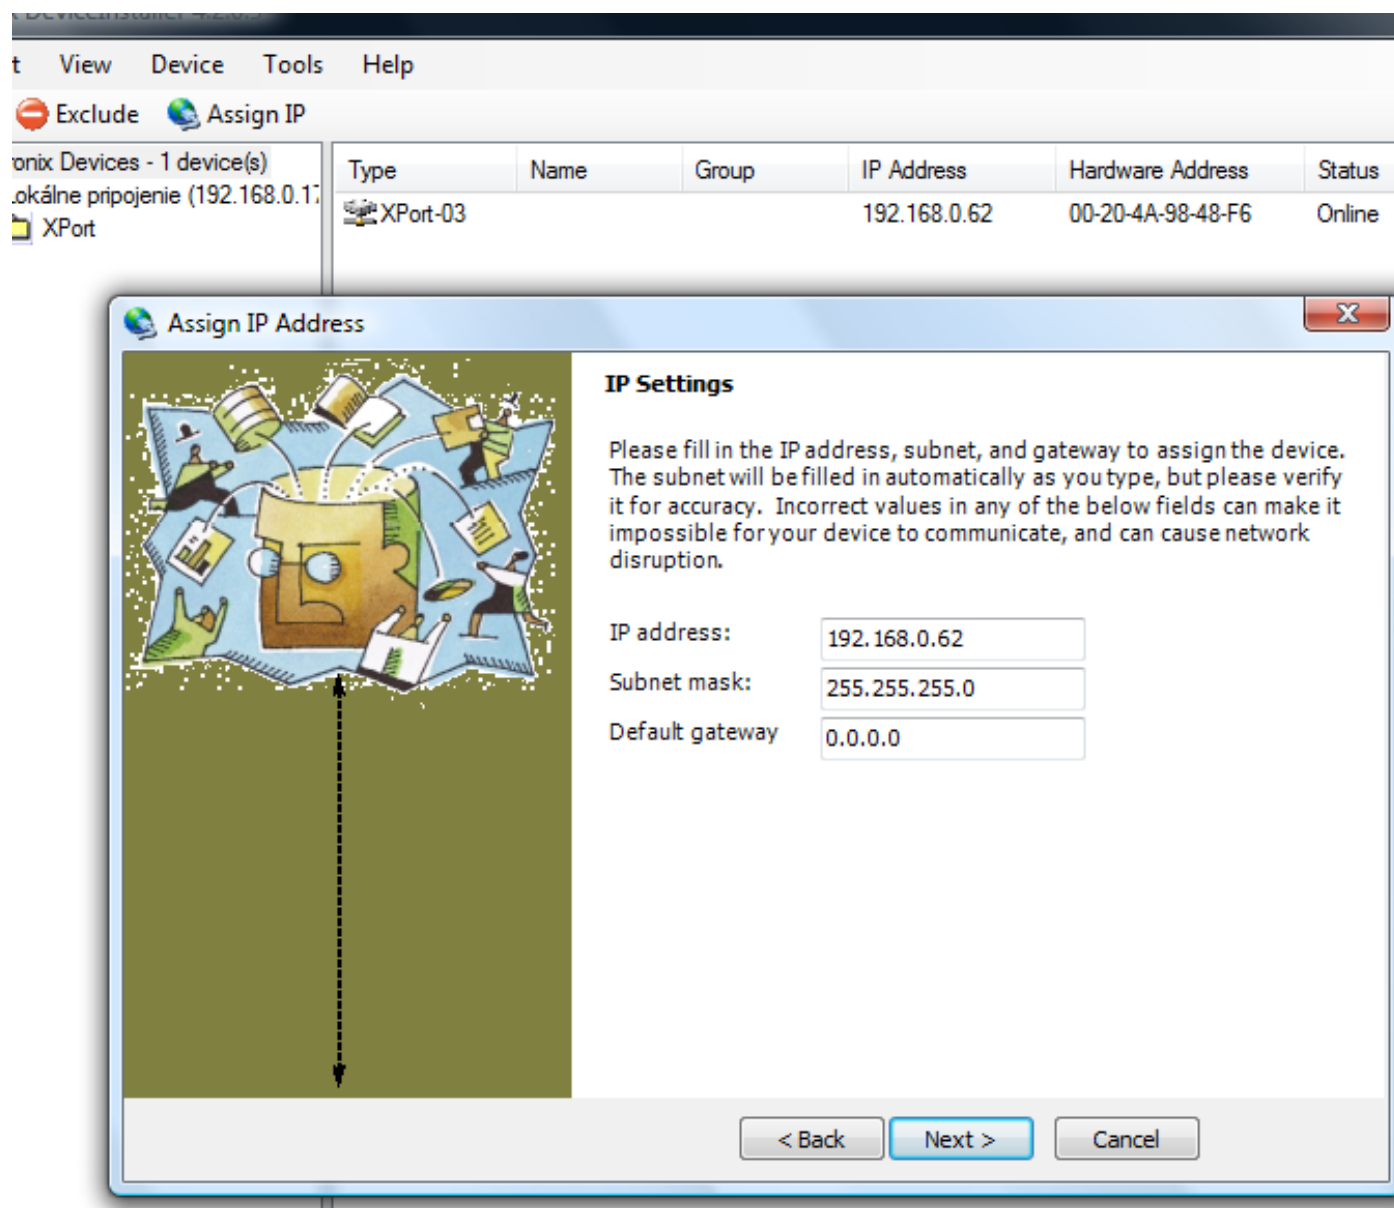 DeviceInstaller 4.2.0.
t View Device Tools Help
Exclude Assign IP
ronix Devices - 1 device(s)
okálne pripojenie (192.168.0.17
XPort
Type Name Group IP Address Hardware Address Status
XPort-03 192.168.0.62 00-20-4A-98-48-F6 Online
Assign IP Address
IP Settings
Please fill in the IP address, subnet, and gateway to assign the device.
The subnet will be filled in automatically as you type, but please verify
it for accuracy. Incorrect values in any of the below fields can make it
impossible for your device to communicate, and can cause network
disruption.
IP address: 192.168.0.62
Subnet mask: 255.255.255.0
Default gateway 0.0.0.0
< Back Next > Cancel